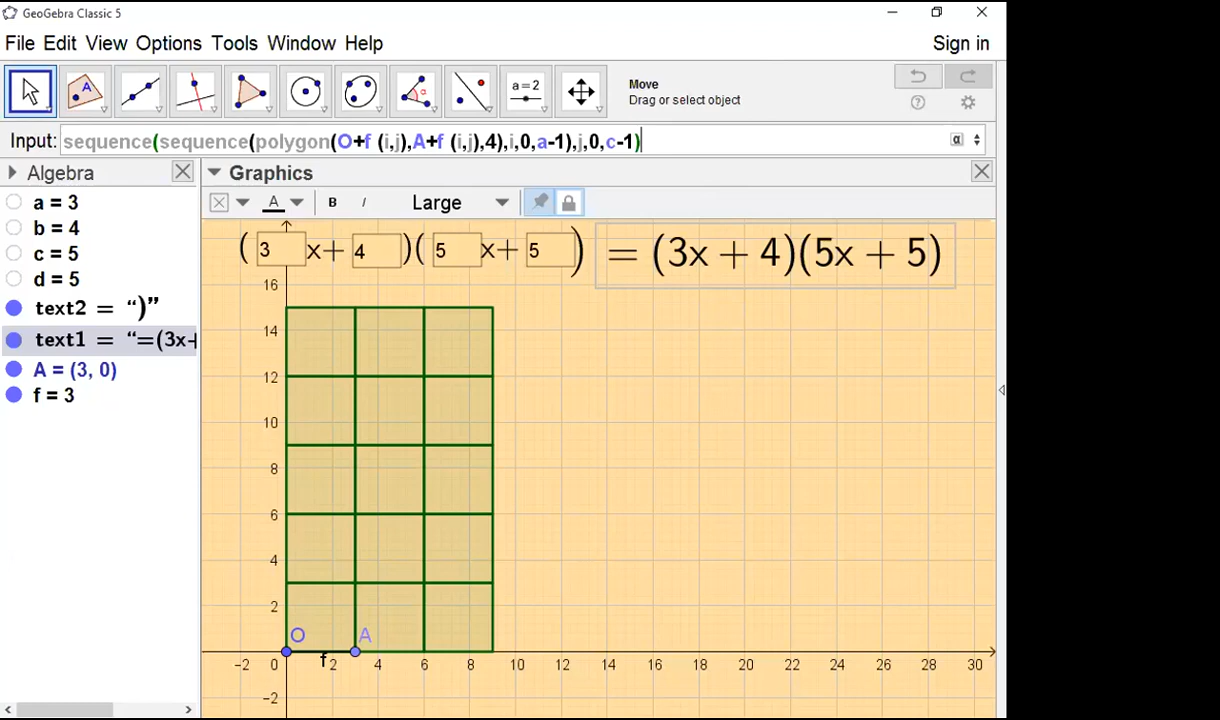 GeoGebra Classic 5
File Edit View Options Tools Window Help Sign in
A
α
a=2
Move
Drag or select object
?
Input: sequence(sequence(polygon(O+f (i,j),A+f (i,j),4),i,0,a-1),j,0,c-1) α
Algebra
Graphics
A B I Large
a = 3
b = 4
c = 5
d = 5
text2 = “)”
text1 = “=(3x+
A = (3, 0)
f = 3
(3x+4)(5x+5) =(3x + 4)(5x + 5)
16
14
12
10
8
6
4
2
O A
f
-2 0 2 4 6 8 10 12 14 16 18 20 22 24 26 28 30
-2